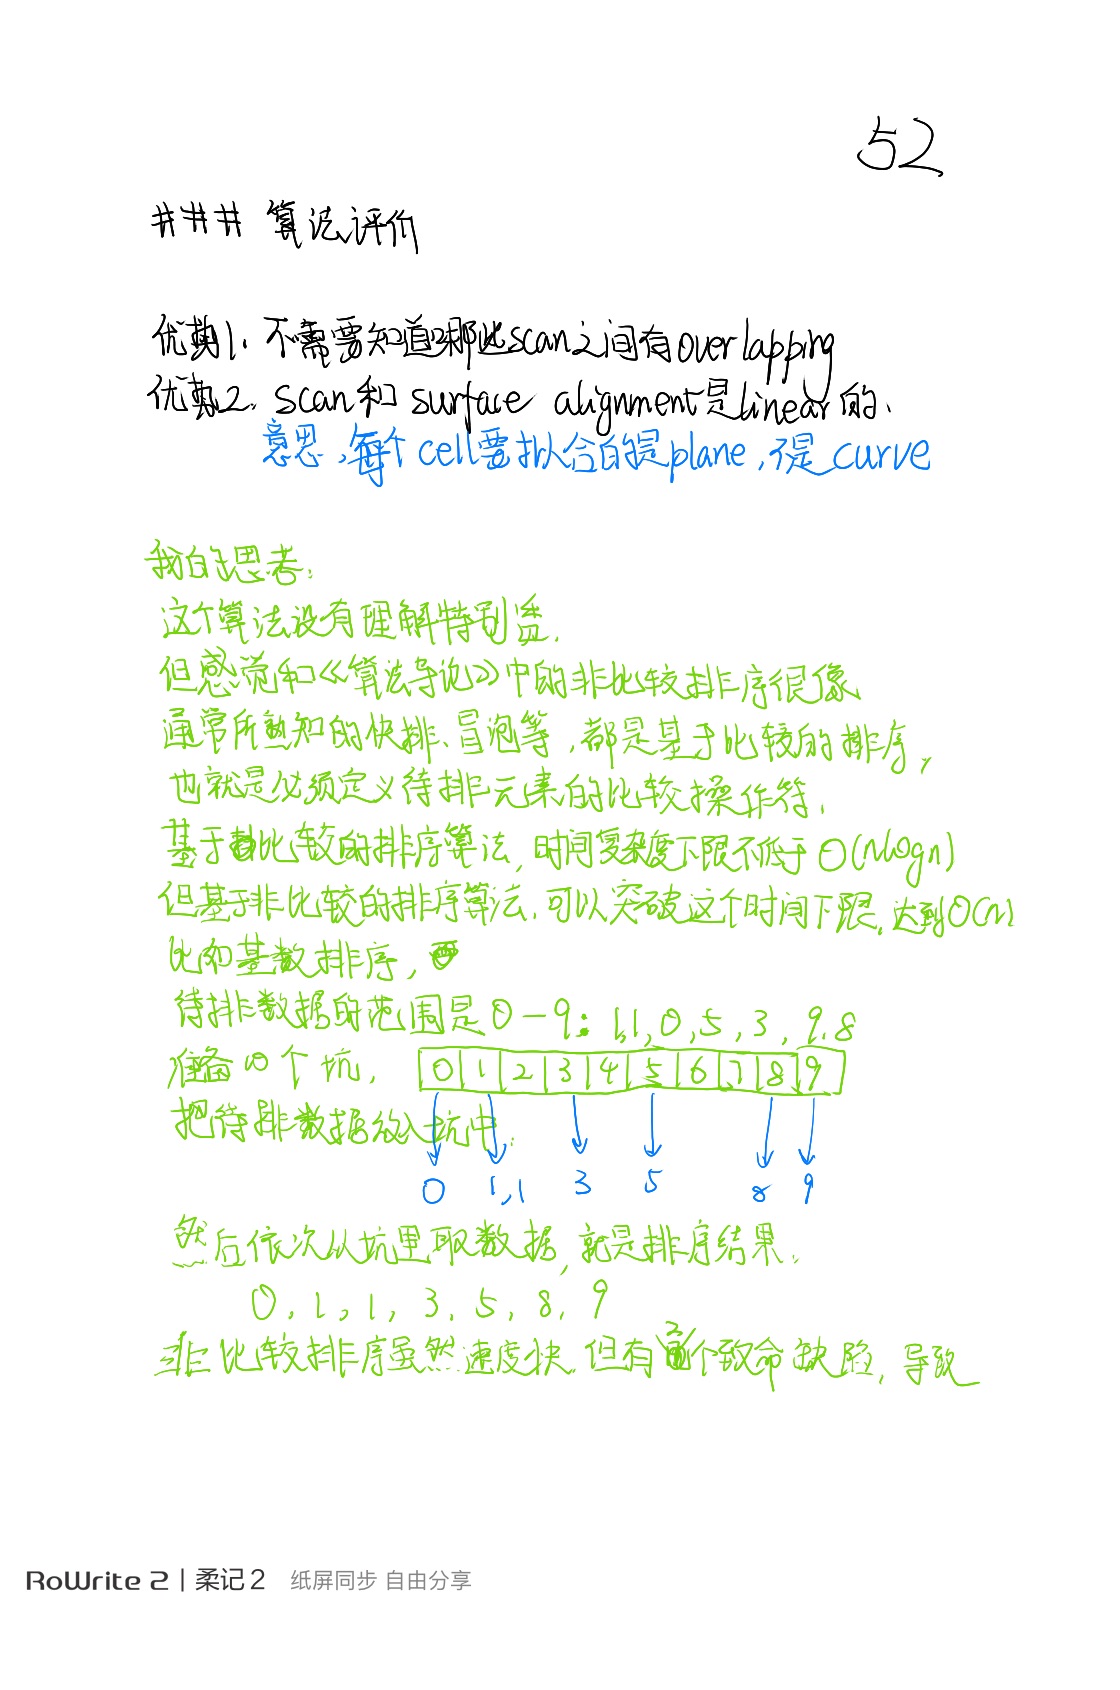 52
### 算法评价
优势1、不需要知道哪些scan之间有overlapping
优势2、scan和 surface alignment是linear的、
意思,每个cell要拟合的是plane,不是curve
我的思考:
这个算法没有理解特别透.
但感觉和《算法导论》中的非比较排序很像
通常所熟知的快排、冒泡等,都是基于比较的排序,
也就是必须定义待排元素的比较操作符.
基于比较的排序算法,时间复杂度下限不低于O(nlogn)
但基于非比较的排序算法,可以突破这个时间下限,达到O(n)
比如基数排序,
待排数据的范围是0-9: 1,1,0,5,3,9,8
准备10个坑, 0 1 2 3 4 5 6 7 8 9
把待排数据放入坑中.
0 1,1 3 5 8 9
然后依次从坑里取数据,就是排序结果.
0,1,1,3,5,8,9
非比较排序虽然速度快,但有2个致命缺陷,导致
RoWrite 2 | 柔记2 纸屏同步 自由分享